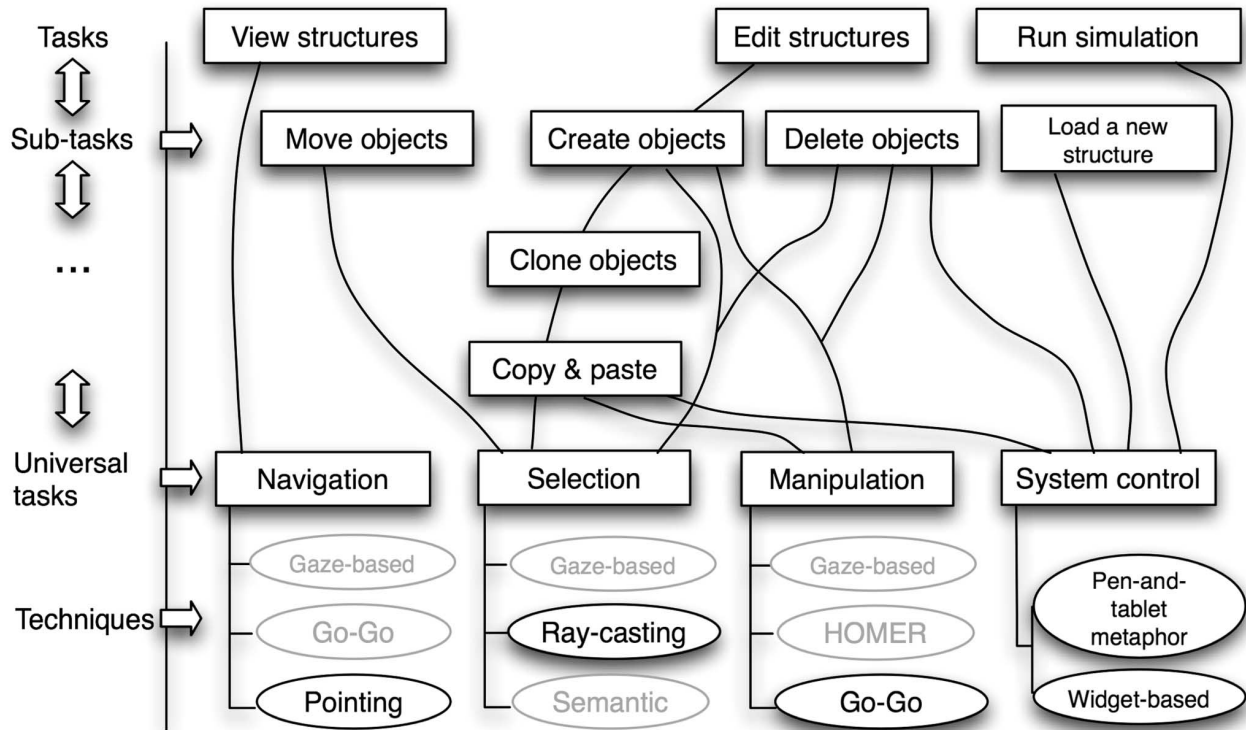 Tasks
View structures
Edit structures
Run simulation
Sub-tasks
Move objects
Create objects
Delete objects
Load a new
structure
...
Clone objects
Copy & paste
Universal
tasks
Navigation
Selection
Manipulation
System control
Gaze-based
Gaze-based
Gaze-based
Pen-and-
tablet
metaphor
Techniques
Go-Go
Ray-casting
HOMER
Pointing
Semantic
Go-Go
Widget-based